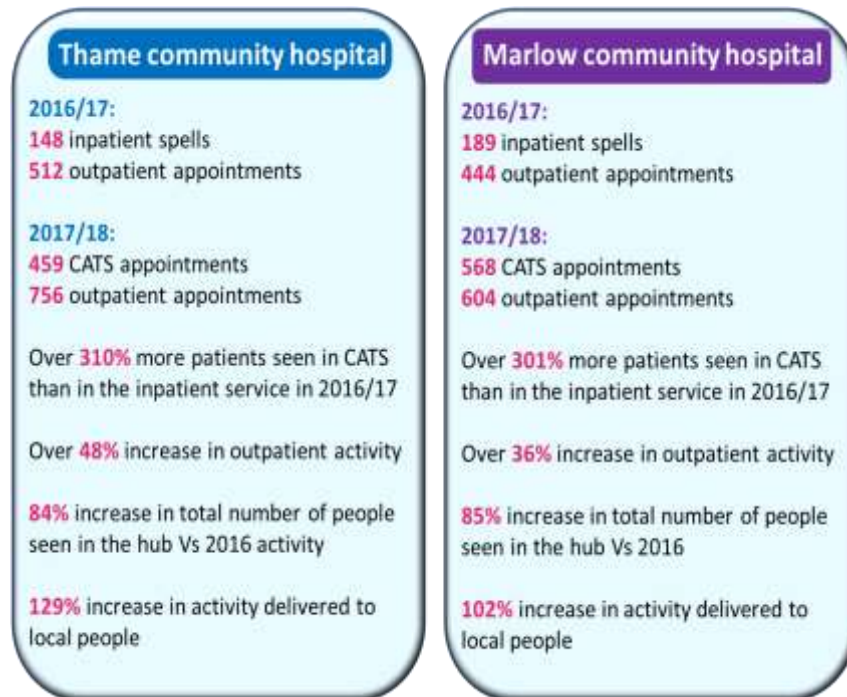 Thame community hospital
2016/17:
148 inpatient spells
512 outpatient appointments
2017/18:
459 CATS appointments
756 outpatient appointments
Over 310% more patients seen in CATS
than in the inpatient service in 2016/17
Over 48% increase in outpatient activity
84% increase in total number of people
seen in the hub Vs 2016 activity
129% increase in activity delivered to
local people
Marlow community hospital
2016/17:
189 inpatient spells
444 outpatient appointments
2017/18:
568 CATS appointments
604 outpatient appointments
Over 301% more patients seen in CATS
than in the inpatient service in 2016/17
Over 36% increase in outpatient activity
85% increase in total number of people
seen in the hub Vs 2016
102% increase in activity delivered to
local people